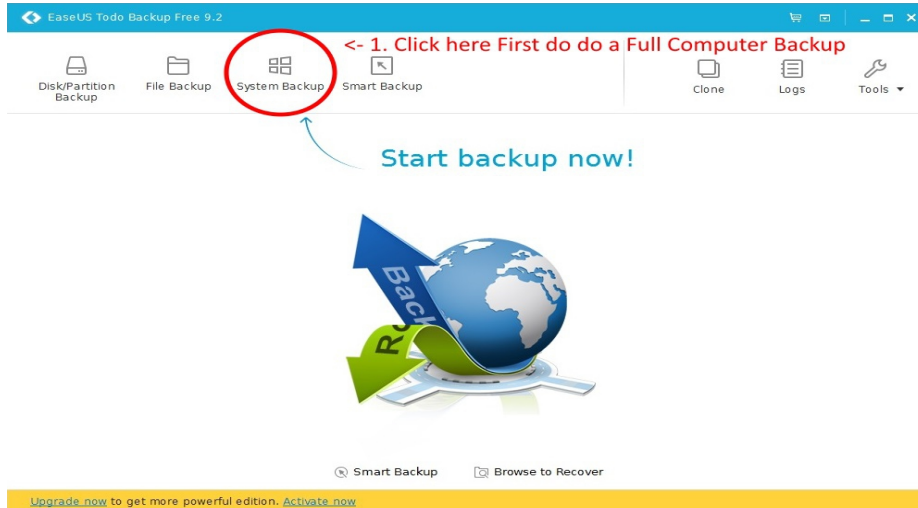 EaseUS Todo Backup Free 9.2
<- 1. Click here First do do a Full Computer Backup
Disk/Partition
Backup
File Backup
System Backup
Smart Backup
Clone
Logs
Tools
Start backup now!
Back
Smart Backup
Browse to Recover
Upgrade now to get more powerful edition. Activate now